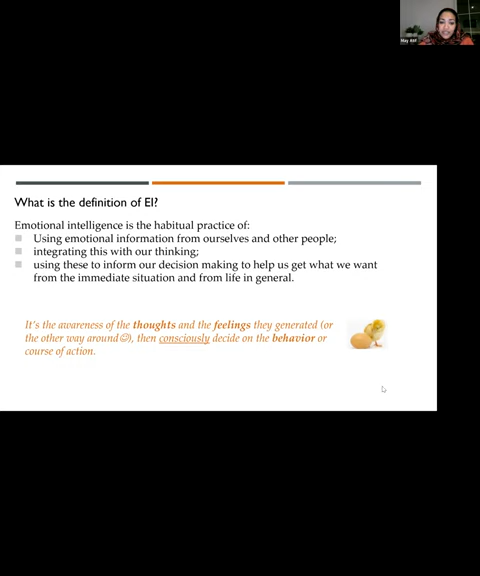 What is the definition of EI?
Emotional intelligence is the habitual practice of:
Using emotional information from ourselves and other people;
integrating this with our thinking;
using these to inform our decision making to help us get what we want
from the immediate situation and from life in general.
It's the awareness of the thoughts and the feelings they generated (or
the other way around☺), then consciously decide on the behavior or
course of action.